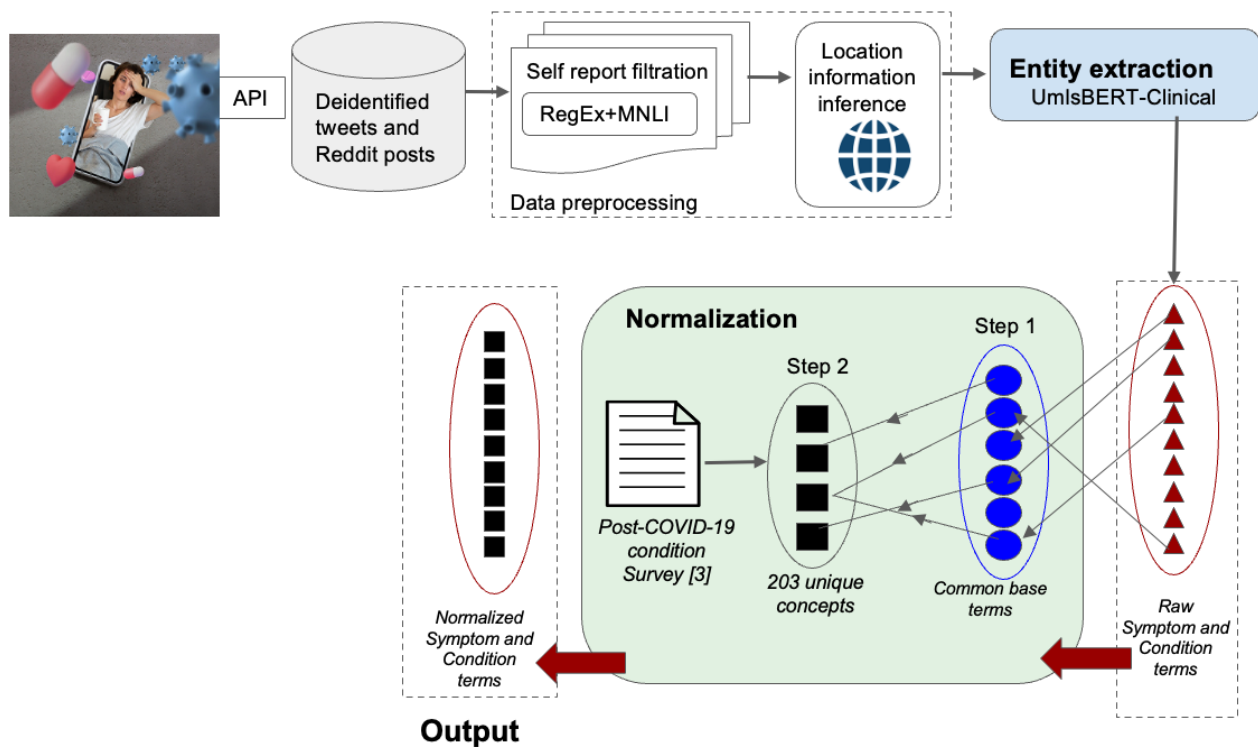 API
Deidentified
tweets and
Reddit posts
Self report filtration
RegEx+MNLI
Data preprocessing
Location
information
inference
Entity extraction
UmlsBERT-Clinical
Normalization
Step 1
Step 2
Post-COVID-19
condition
Survey [3]
203 unique
concepts
Common base
terms
Raw
Symptom and
Condition
terms
Normalized
Symptom and
Condition
terms
Output